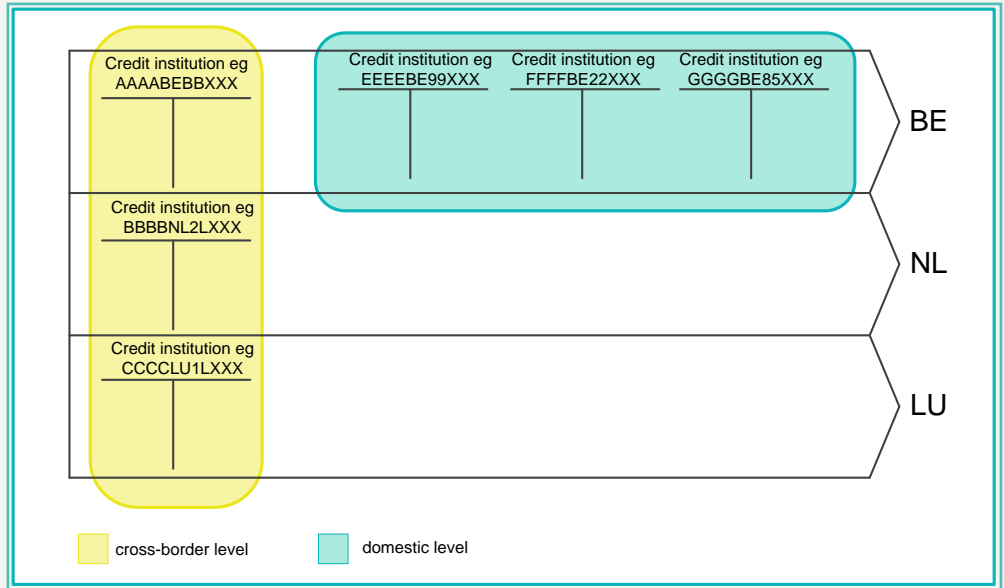 Credit institution eg
AAAABEBBXXX
Credit institution eg
EEEEBE99XXX
Credit institution eg
FFFFBE22XXX
Credit institution eg
GGGGBE85XXX
BE
Credit institution eg
BBBBNL2LXXX
NL
Credit institution eg
CCCCLU1LXXX
LU
cross-border level
domestic level